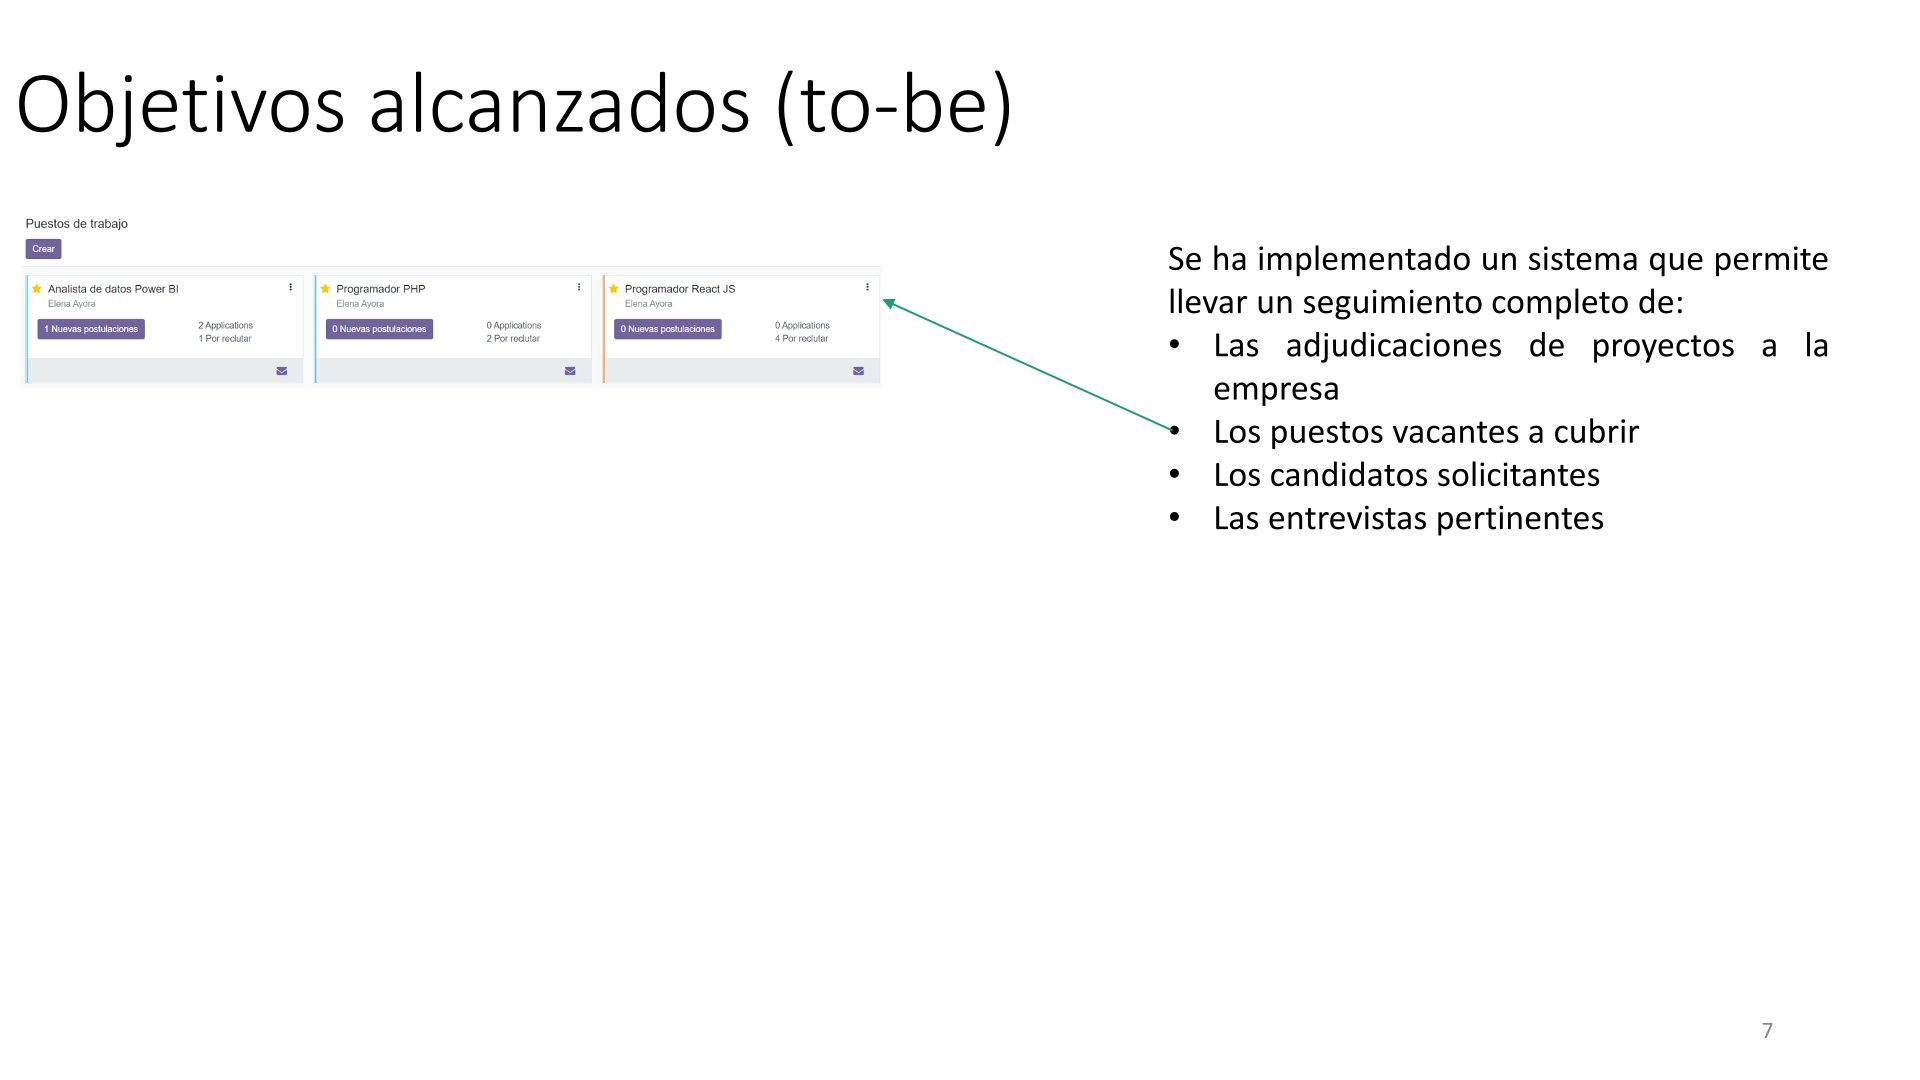 Objetivos alcanzados (to-be)
Puestos de trabajo
Crear
Analista de datos Power BI
Elena Ayora
1 Nuevas postulaciones
2 Applications
1 Por reclutar
Programador PHP
Elena Ayora
0 Nuevas postulaciones
0 Applications
2 Por reclutar
Programador React JS
Elena Ayora
0 Nuevas postulaciones
0 Applications
4 Por reclutar
Se ha implementado un sistema que permite
llevar un seguimiento completo de:
• Las adjudicaciones de proyectos a la
empresa
• Los puestos vacantes a cubrir
• Los candidatos solicitantes
• Las entrevistas pertinentes
7